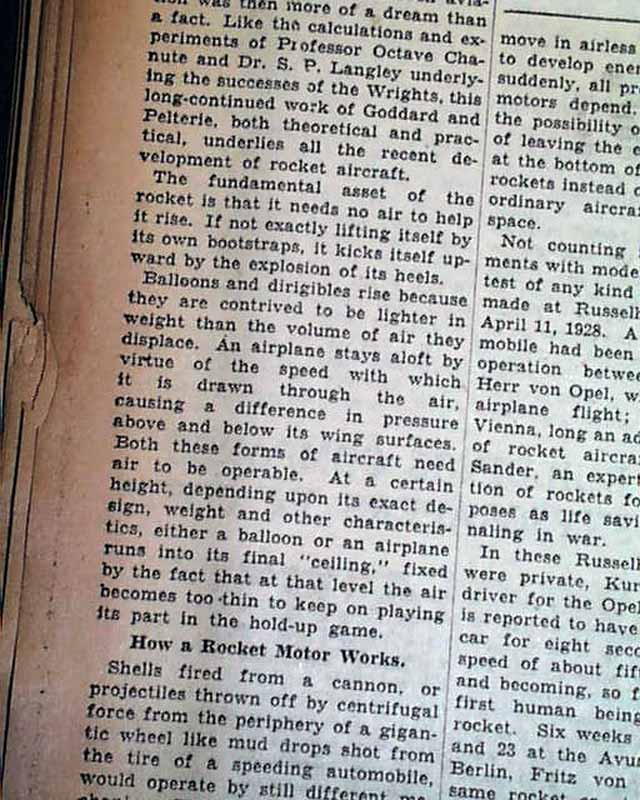 was then more of a dream than
a fact. Like the calculations and ex-
periments of Professor Octave Cha-
nute and Dr. S. P. Langley underly-
ing the successes of the Wrights, this
long-continued work of Goddard and
Pelterie, both theoretical and prac-
tical, underlies all the recent de-
velopment of rocket aircraft.
The fundamental asset of the
rocket is that it needs no air to help
it rise. If not exactly lifting itself by
its own bootstraps, it kicks itself up-
ward by the explosion of its heels.
Balloons and dirigibles rise because
they are contrived to be lighter in
weight than the volume of air they
displace. An airplane stays aloft by
virtue of the speed with which
it is drawn through the air,
causing a difference in pressure
above and below its wing surfaces.
Both these forms of aircraft need
air to be operable. At a certain
height, depending upon its exact de-
sign, weight and other characteris-
tics, either a balloon or an airplane
runs into its final "ceiling," fixed
by the fact that at that level the air
becomes too thin to keep on playing
its part in the hold-up game.
How a Rocket Motor Works.
Shells fired from a cannon, or
projectiles thrown off by centrifugal
force from the periphery of a gigan-
tic wheel like mud drops shot from
the tire of a speeding automobile,
would operate by still different
move in airless
to develop
suddenly, all
motors depend,
the possibility
of leaving the
at the bottom of
rockets instead
ordinary
space.
Not counting
ments with
test of any kind
made at
April 11, 1928. A
mobile had been
operation
Herr von Opel,
airplane flight;
Vienna, long an
of rocket
Sander, an expert
tion of rockets
poses as life
naling in war.
In these
were private,
driver for the Opel
is reported to have
car for eight
speed of about
and becoming, so
first human being
rocket. Six weeks
and 23 at the
Berlin, Fritz von
same rocket